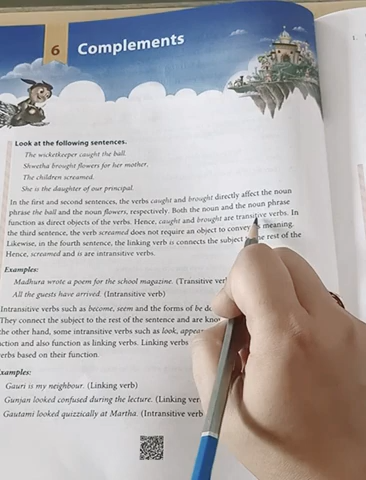 6 Complements
1.
Look at the following sentences.
The wicketkeeper caught the ball.
Shwetha brought flowers for her mother.
The children screamed.
She is the daughter of our principal.
In the first and second sentences, the verbs caught and brought directly affect the noun
phrase the ball and the noun flowers, respectively. Both the noun and the noun phrase
function as direct objects of the verbs. Hence, caught and brought are transitive verbs. In
the third sentence, the verb screamed does not require an object to convey meaning.
Likewise, in the fourth sentence, the linking verb is connects the subject to the rest of the
Hence, screamed and is are intransitive verbs.
Examples:
Madhura wrote a poem for the school magazine. (Transitive
All the guests have arrived. (Intransitive verb)
Intransitive verbs such as become, seem and the forms of be
They connect the subject to the rest of the sentence and are
the other hand, some intransitive verbs such as look,
and also function as linking verbs. Linking verbs
verbs based on their function.
Examples:
Gauri is my neighbour. (Linking verb)
Gunjan looked confused during the lecture. (Linking
Gautami looked quizzically at Martha. (Intransitive verb